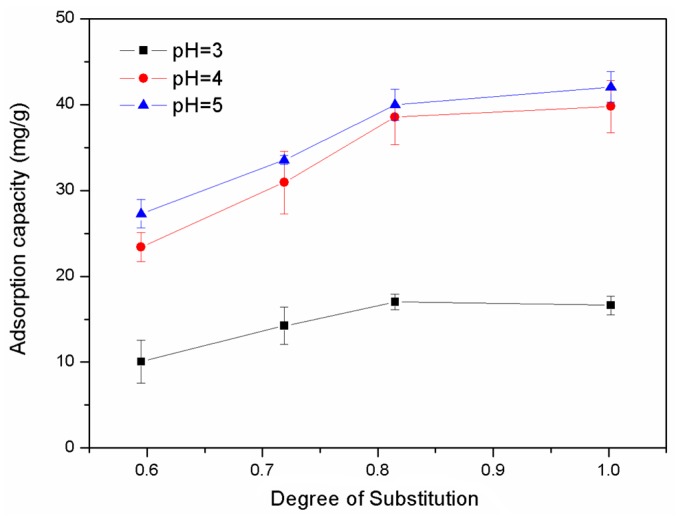 50
40
30
20
10
0
Adsorption capacity (mg/g)
pH=3
pH=4
pH=5
0.6 0.7 0.8 0.9 1.0
Degree of Substitution